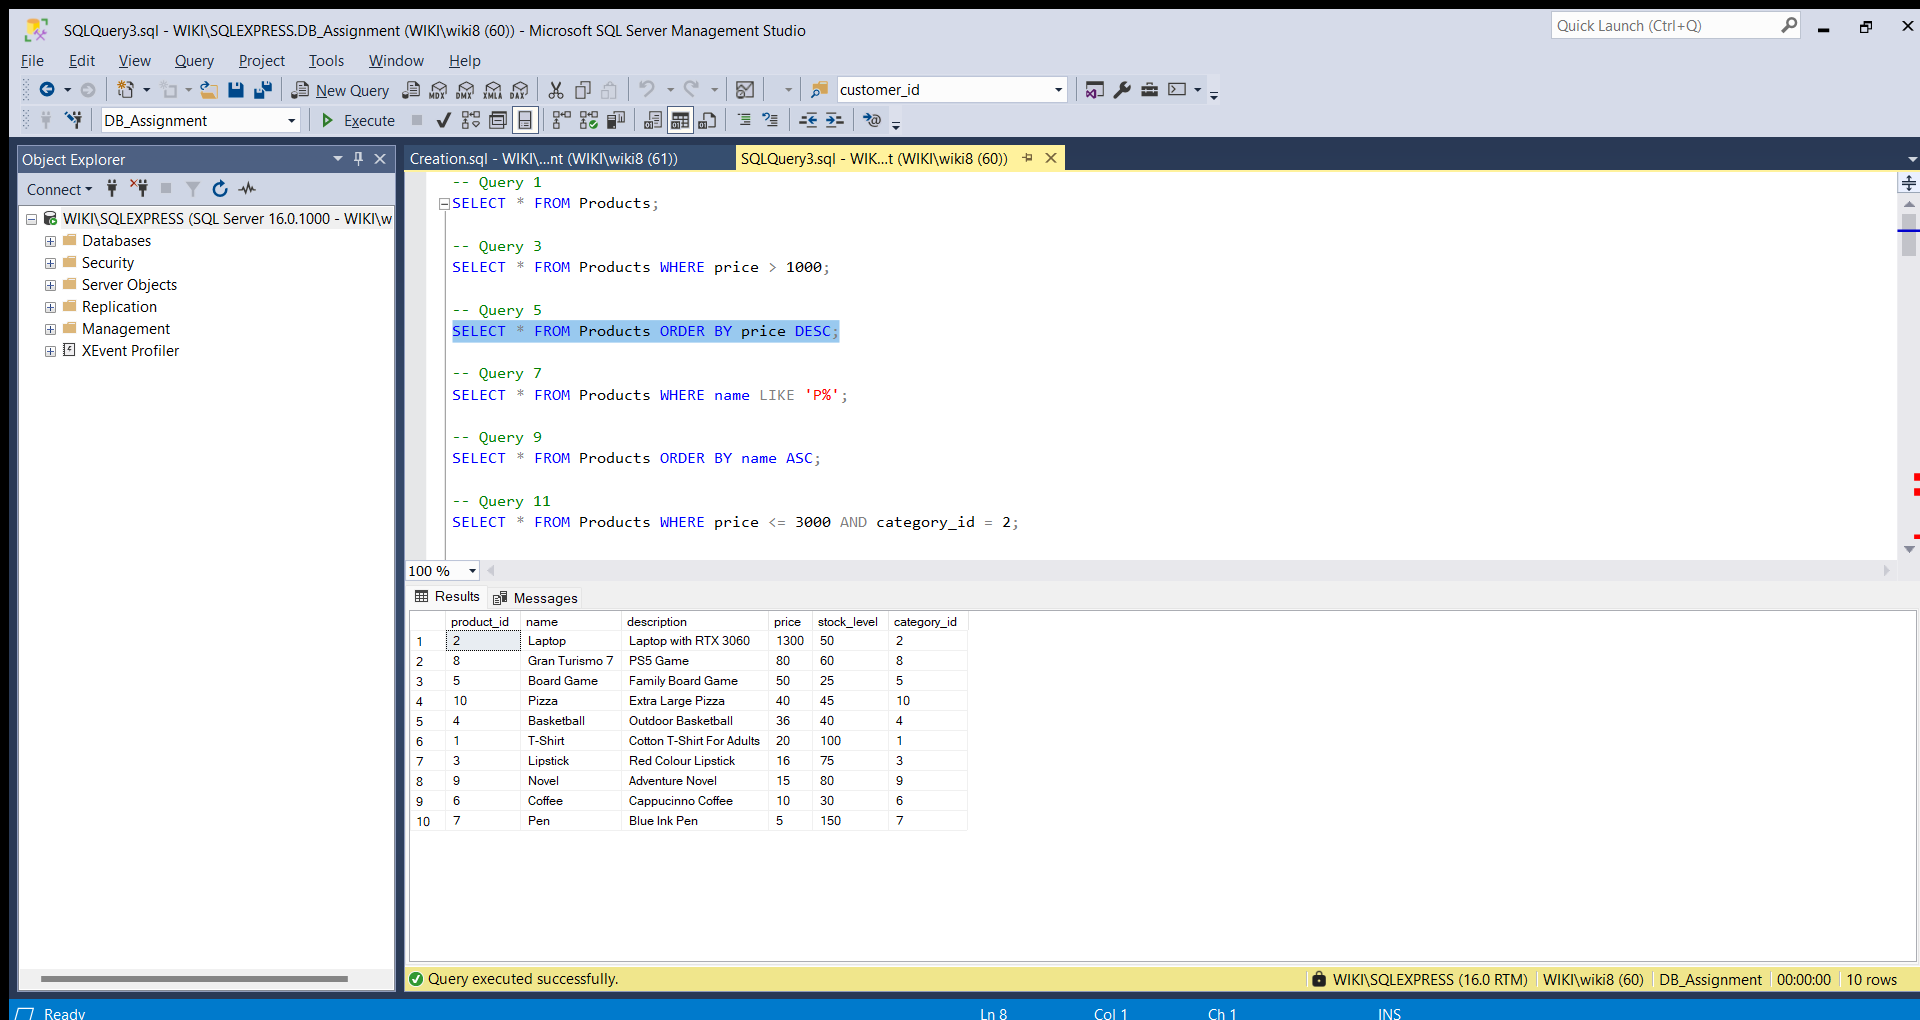 SQLQuery3.sql - WIKI\SQLEXPRESS.DB_Assignment (WIKI\wiki8 (60)) - Microsoft SQL Server Management Studio
Quick Launch (Ctrl+Q)
File Edit View Query Project Tools Window Help
New Query MDX DMX XMLA DAX customer_id
DB_Assignment Execute
Object Explorer
Creation.sql - WIKI\...nt (WIKI\wiki8 (61)) SQLQuery3.sql - WIK...t (WIKI\wiki8 (60))
Connect
WIKI\SQLEXPRESS (SQL Server 16.0.1000 - WIKI\w
Databases
Security
Server Objects
Replication
Management
XEvent Profiler
-- Query 1
SELECT * FROM Products;
-- Query 3
SELECT * FROM Products WHERE price > 1000;
-- Query 5
SELECT * FROM Products ORDER BY price DESC;
-- Query 7
SELECT * FROM Products WHERE name LIKE 'P%';
-- Query 9
SELECT * FROM Products ORDER BY name ASC;
-- Query 11
SELECT * FROM Products WHERE price <= 3000 AND category_id = 2;
100 %
Results Messages
product_id name description price stock_level category_id
1 2 Laptop Laptop with RTX 3060 1300 50 2
2 8 Gran Turismo 7 PS5 Game 80 60 8
3 5 Board Game Family Board Game 50 25 5
4 10 Pizza Extra Large Pizza 40 45 10
5 4 Basketball Outdoor Basketball 36 40 4
6 1 T-Shirt Cotton T-Shirt For Adults 20 100 1
7 3 Lipstick Red Colour Lipstick 16 75 3
8 9 Novel Adventure Novel 15 80 9
9 6 Coffee Cappucinno Coffee 10 30 6
10 7 Pen Blue Ink Pen 5 150 7
Query executed successfully. WIKI\SQLEXPRESS (16.0 RTM) WIKI\wiki8 (60) DB_Assignment 00:00:00 10 rows
Ready Ln 8 Col 1 Ch 1 INS